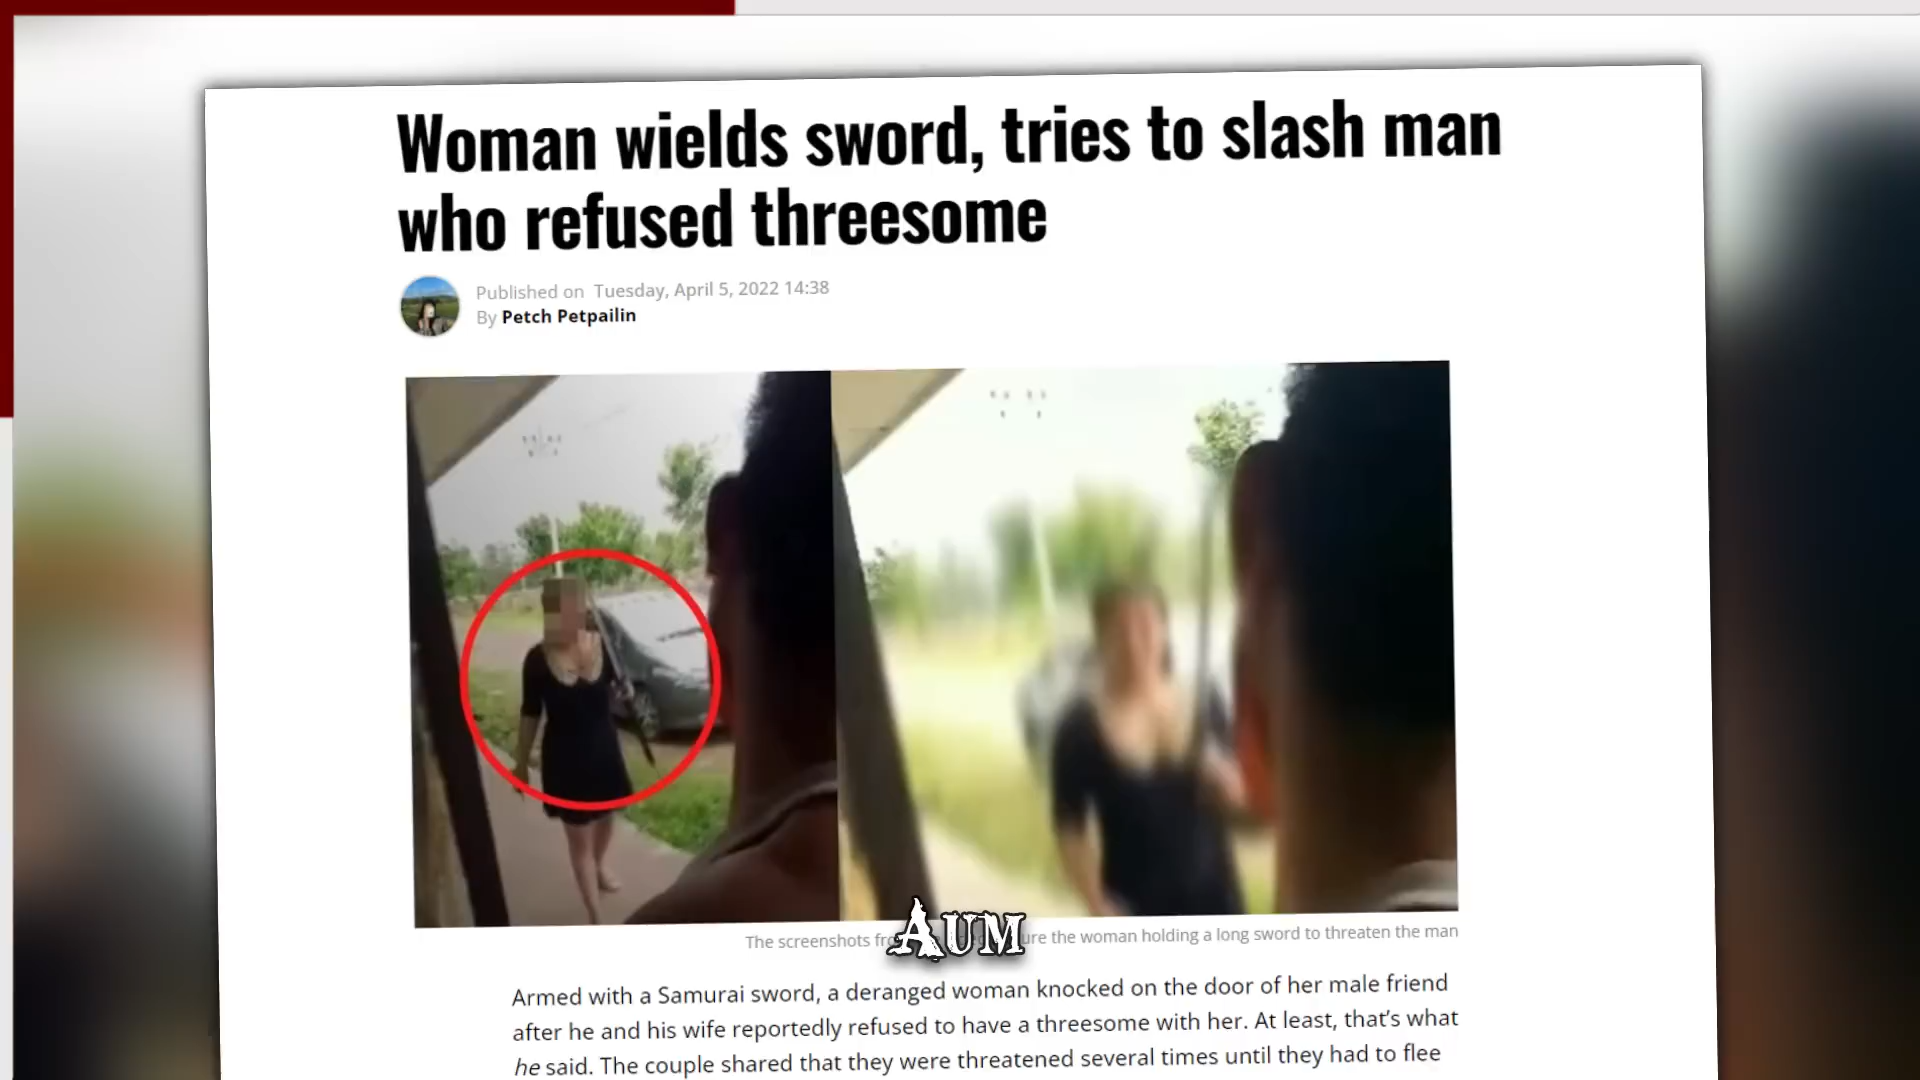 Woman wields sword, tries to slash man
who refused threesome
Published on Tuesday, April 5, 2022 14:38
By Petch Petpailin
The screenshots ure the woman holding a long sword to threaten the man
AUM
Armed with a Samurai sword, a deranged woman knocked on the door of her male friend
after he and his wife reportedly refused to have a threesome with her. At least, that's what
he said. The couple shared that they were threatened several times until they had to flee